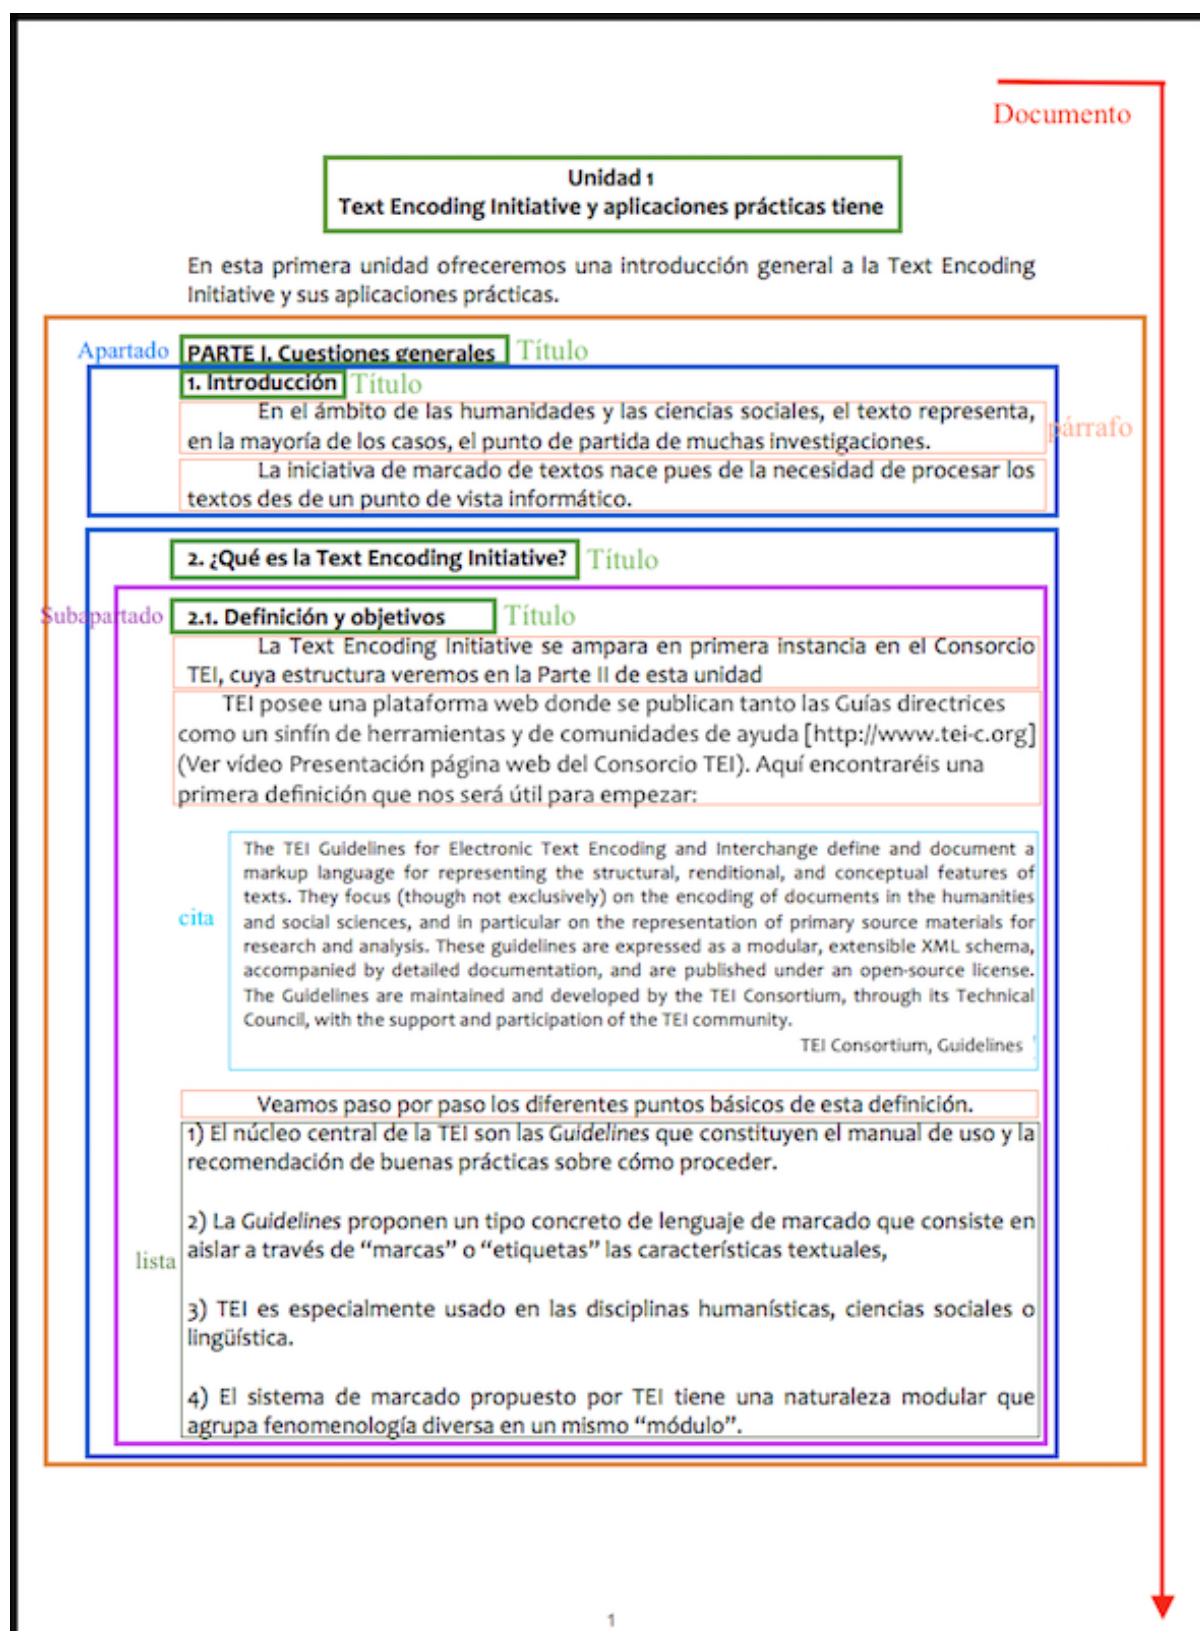 Documento
Unidad 1
Text Encoding Initiative y aplicaciones prácticas tiene
En esta primera unidad ofreceremos una introducción general a la Text Encoding
Initiative y sus aplicaciones prácticas.
Apartado PARTE I. Cuestiones generales Título
1. Introducción Título
En el ámbito de las humanidades y las ciencias sociales, el texto representa,
en la mayoría de los casos, el punto de partida de muchas investigaciones.
párrafo
La iniciativa de marcado de textos nace pues de la necesidad de procesar los
textos des de un punto de vista informático.
2. ¿Qué es la Text Encoding Initiative? Título
Subapartado 2.1. Definición y objetivos Título
La Text Encoding Initiative se ampara en primera instancia en el Consorcio
TEI, cuya estructura veremos en la Parte II de esta unidad
TEI posee una plataforma web donde se publican tanto las Guías directrices
como un sinfín de herramientas y de comunidades de ayuda [http://www.tei-c.org]
(Ver vídeo Presentación página web del Consorcio TEI). Aquí encontraréis una
primera definición que nos será útil para empezar:
The TEI Guidelines for Electronic Text Encoding and Interchange define and document a
markup language for representing the structural, renditional, and conceptual features of
texts. They focus (though not exclusively) on the encoding of documents in the humanities
cita and social sciences, and in particular on the representation of primary source materials for
research and analysis. These guidelines are expressed as a modular, extensible XML schema,
accompanied by detailed documentation, and are published under an open-source license.
The Guidelines are maintained and developed by the TEI Consortium, through its Technical
Council, with the support and participation of the TEI community.
TEI Consortium, Guidelines
Veamos paso por paso los diferentes puntos básicos de esta definición.
1) El núcleo central de la TEI son las Guidelines que constituyen el manual de uso y la
recomendación de buenas prácticas sobre cómo proceder.
2) La Guidelines proponen un tipo concreto de lenguaje de marcado que consiste en
aislar a través de “marcas” o “etiquetas” las características textuales,
lista
3) TEI es especialmente usado en las disciplinas humanísticas, ciencias sociales o
lingüística.
4) El sistema de marcado propuesto por TEI tiene una naturaleza modular que
agrupa fenomenología diversa en un mismo “módulo”.
1